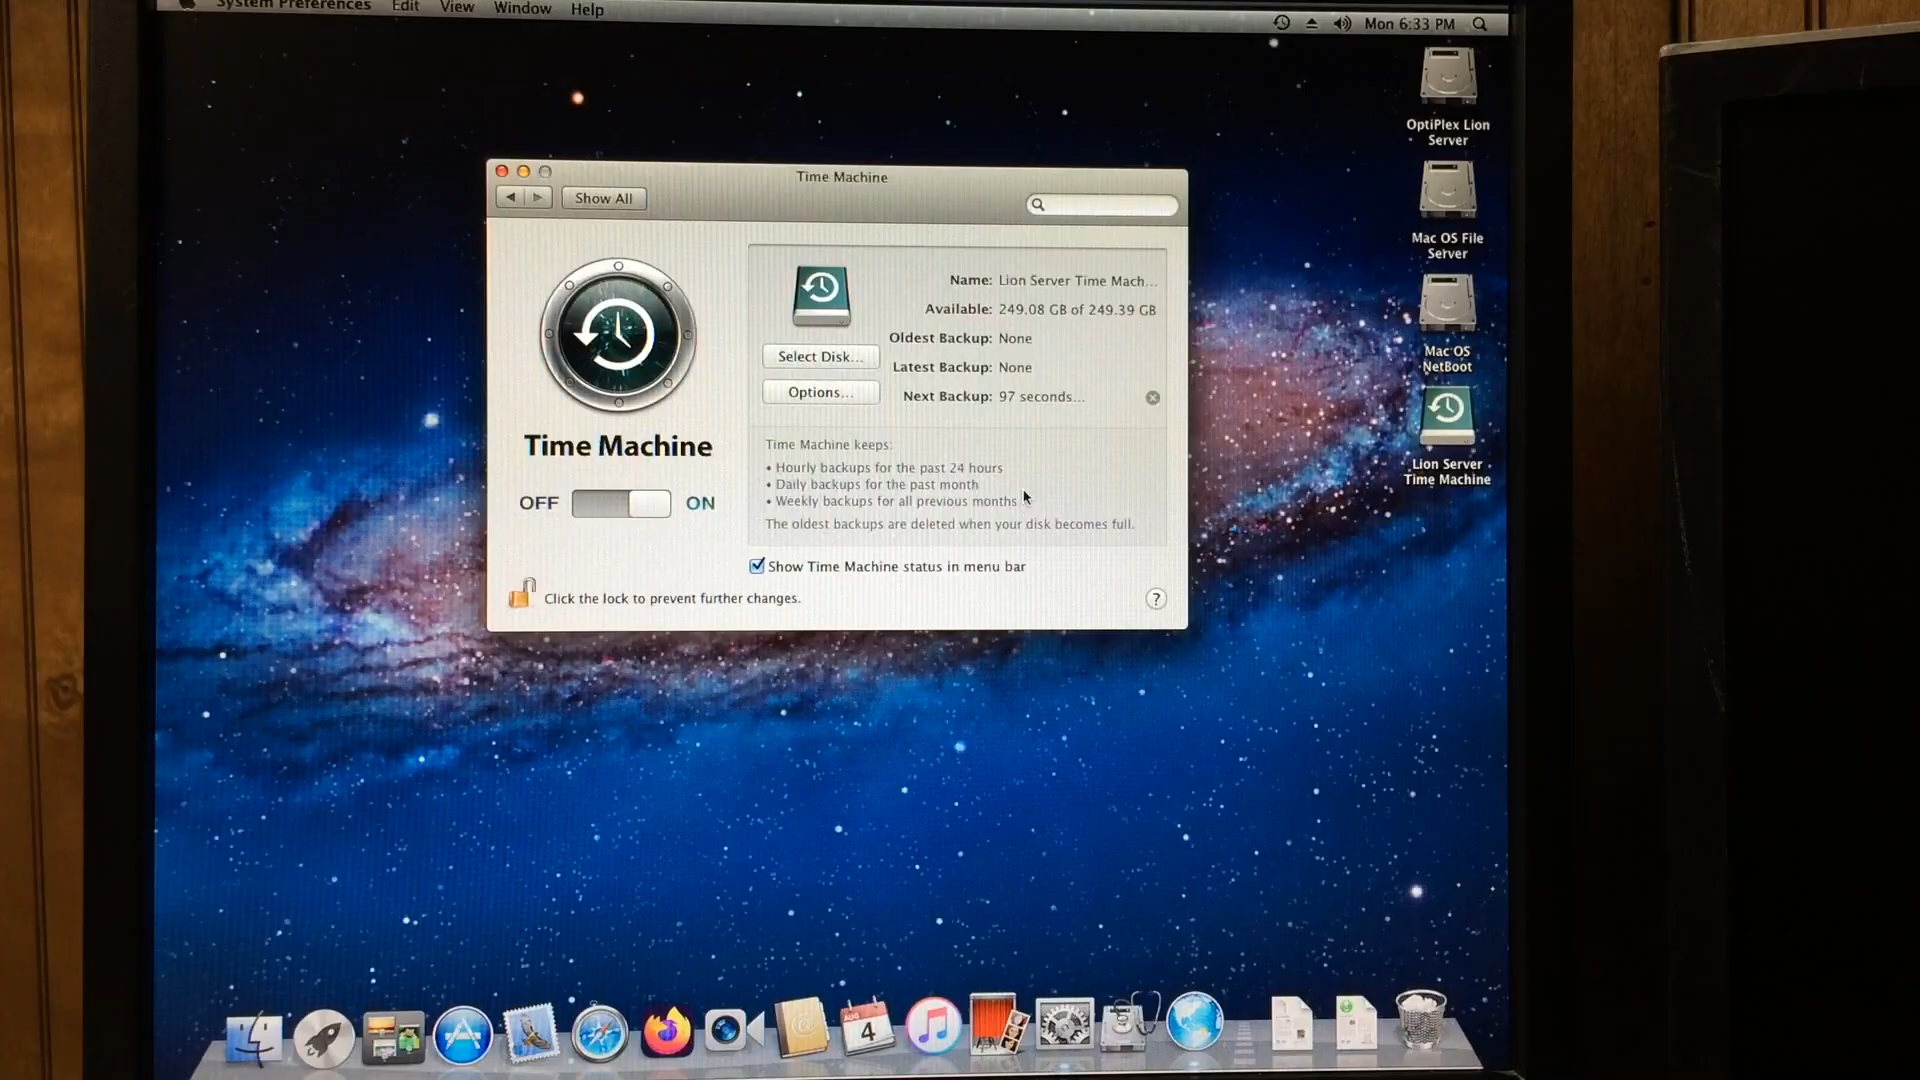 System Preferences Edit View Window Help
Mon 6:33 PM
Time Machine
Show All
Name: Lion Server Time Mach...
Available: 249.08 GB of 249.39 GB
Oldest Backup: None
Select Disk...
Latest Backup: None
Options...
Next Backup: 97 seconds...
Time Machine
Time Machine keeps:
• Hourly backups for the past 24 hours
• Daily backups for the past month
• Weekly backups for all previous months
The oldest backups are deleted when your disk becomes full.
OFF ON
Show Time Machine status in menu bar
Click the lock to prevent further changes.
?
OptiPlex Lion
Server
Mac OS File
Server
Mac OS
NetBoot
Lion Server
Time Machine
AUG
4